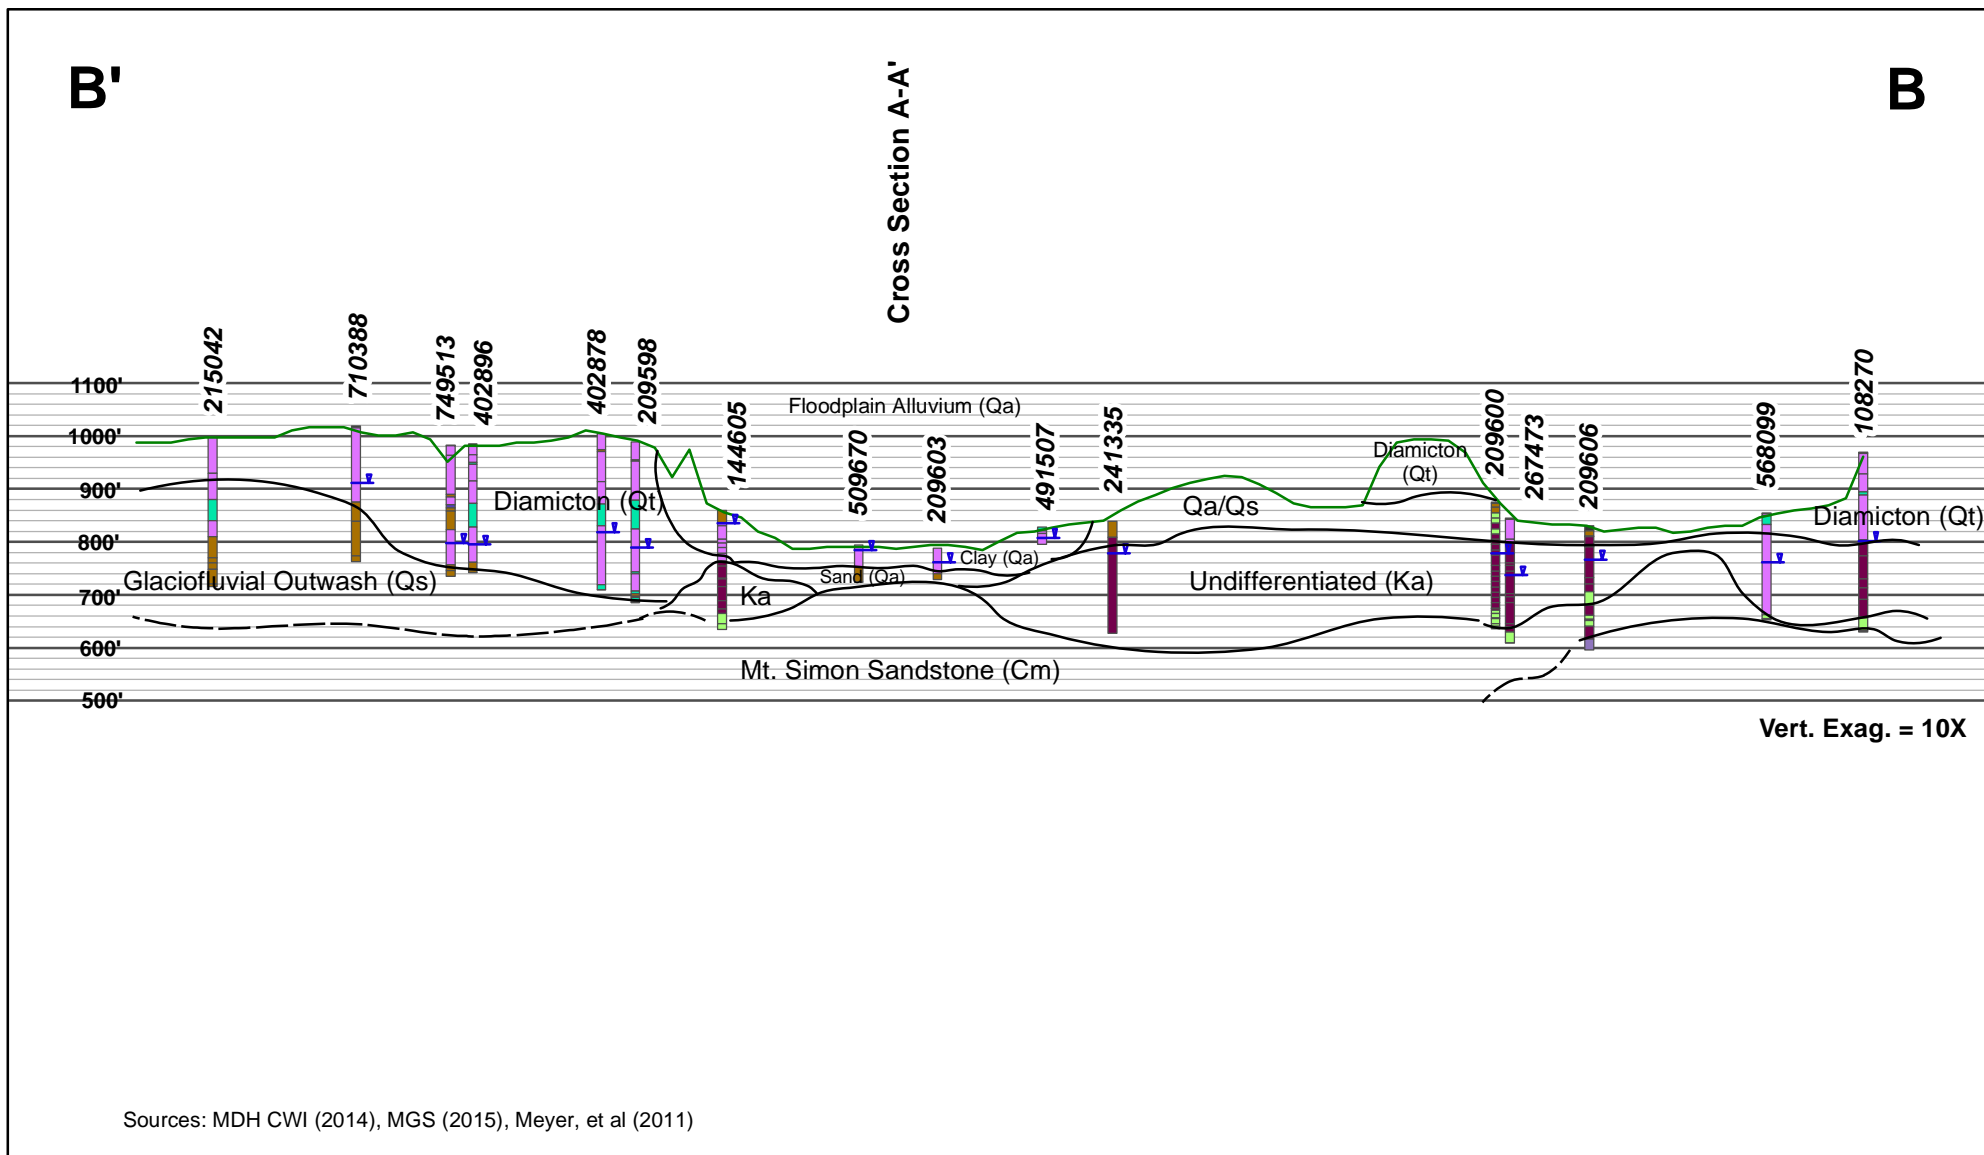 B'
B
Cross Section A-A'
215042
710388
749513
402896
402878
209598
144605
509670
209603
491507
241335
209600
267473
209606
568099
108270
1100'
1000'
900'
800'
700'
600'
500'
Floodplain Alluvium (Qa)
Diamicton
(Qt)
Diamicton (Qt)
Qa/Qs
Diamicton (Qt)
Clay (Qa)
Sand (Qa)
Glaciofluvial Outwash (Qs)
Ka
Undifferentiated (Ka)
Mt. Simon Sandstone (Cm)
Vert. Exag. = 10X
Sources: MDH CWI (2014), MGS (2015), Meyer, et al (2011)